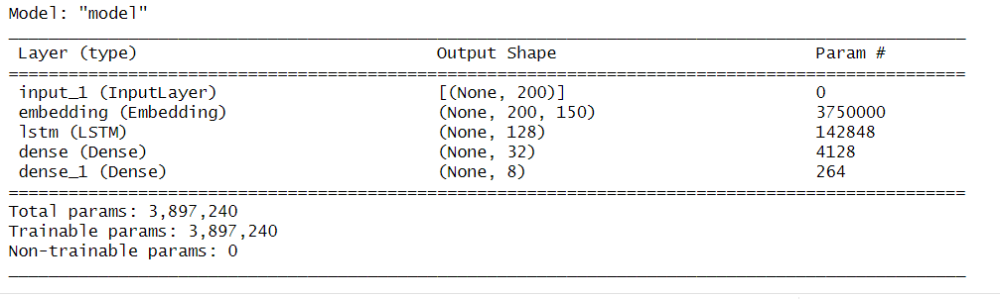 Model: "model"
Layer (type) Output Shape Param #
input_1 (InputLayer) [(None, 200)] 0
embedding (Embedding) (None, 200, 150) 3750000
lstm (LSTM) (None, 128) 142848
dense (Dense) (None, 32) 4128
dense_1 (Dense) (None, 8) 264
Total params: 3,897,240
Trainable params: 3,897,240
Non-trainable params: 0